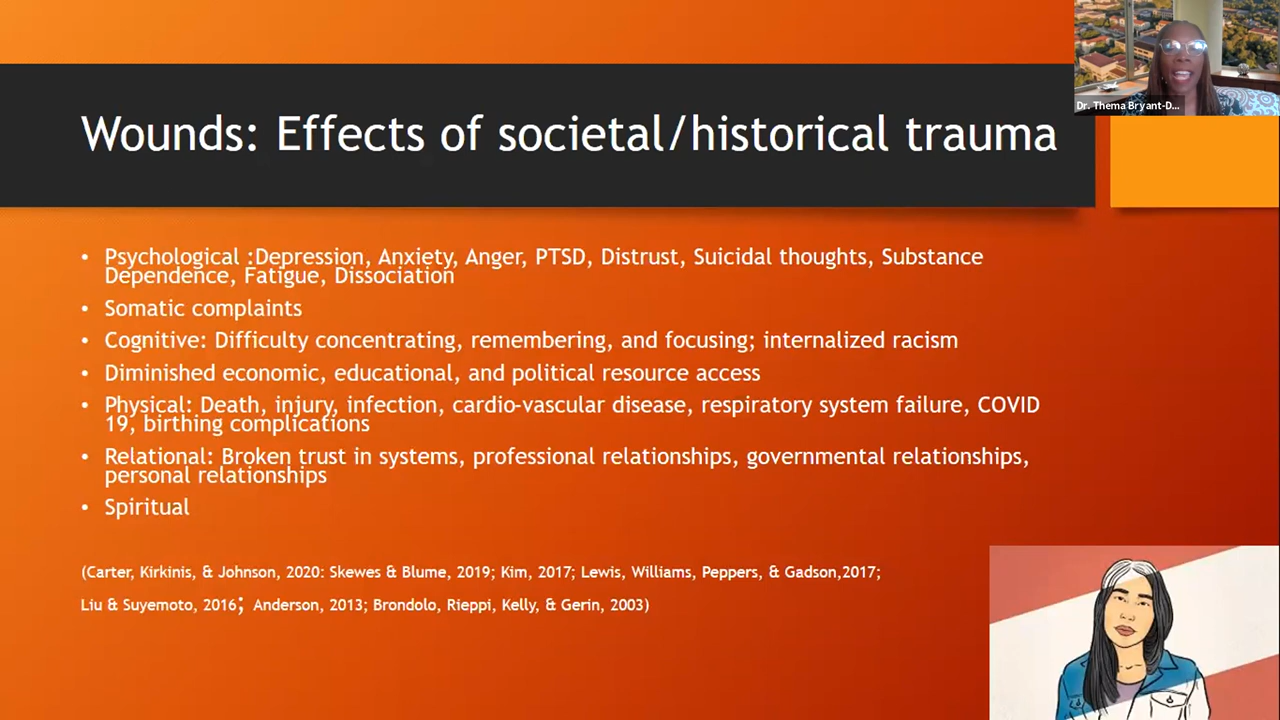 Dr. Thema Bryant-D...
Wounds: Effects of societal/historical trauma
• Psychological :Depression, Anxiety, Anger, PTSD, Distrust, Suicidal thoughts, Substance
Dependence, Fatigue, Dissociation
• Somatic complaints
• Cognitive: Difficulty concentrating, remembering, and focusing; internalized racism
• Diminished economic, educational, and political resource access
• Physical: Death, injury, infection, cardio-vascular disease, respiratory system failure, COVID
19, birthing complications
• Relational: Broken trust in systems, professional relationships, governmental relationships,
personal relationships
• Spiritual
(Carter, Kirkinis, & Johnson, 2020: Skewes & Blume, 2019; Kim, 2017; Lewis, Williams, Peppers, & Gadson,2017;
Liu & Suyemoto, 2016; Anderson, 2013; Brondolo, Rieppi, Kelly, & Gerin, 2003)